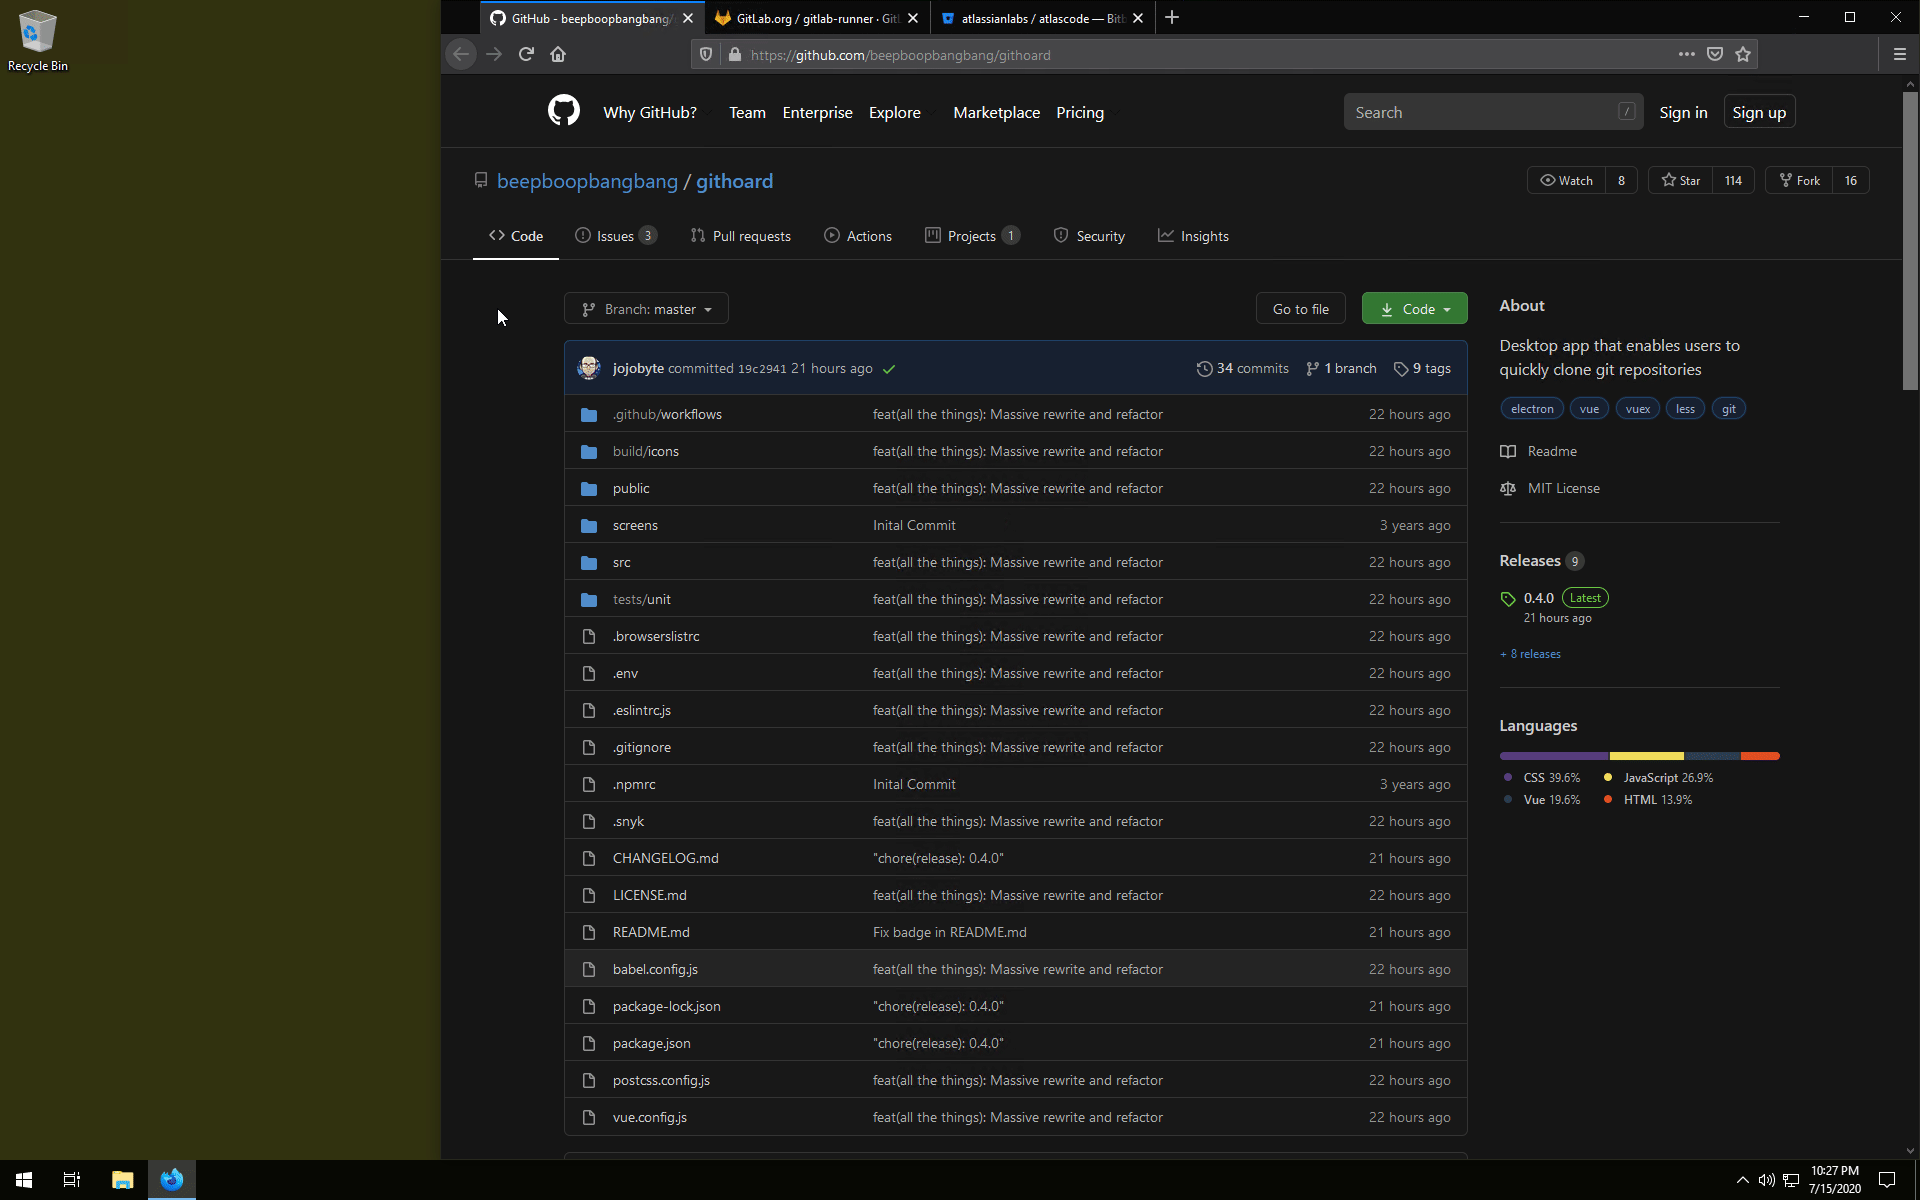 Recycle Bin
GitHub - beepboopbangbang/
GitLab.org / gitlab-runner · Git
atlassianlabs / atlascode — Bitb
https://github.com/beepboopbangbang/githoard
Why GitHub?
Team
Enterprise
Explore
Marketplace
Pricing
Search
/
Sign in
Sign up
beepboopbangbang / githoard
Watch 8
Star 114
Fork 16
Code
Issues 3
Pull requests
Actions
Projects 1
Security
Insights
Branch: master
Go to file
Code
jojobyte committed 19c2941 21 hours ago
34 commits
1 branch
9 tags
.github/workflows feat(all the things): Massive rewrite and refactor 22 hours ago
build/icons feat(all the things): Massive rewrite and refactor 22 hours ago
public feat(all the things): Massive rewrite and refactor 22 hours ago
screens Inital Commit 3 years ago
src feat(all the things): Massive rewrite and refactor 22 hours ago
tests/unit feat(all the things): Massive rewrite and refactor 22 hours ago
.browserslistrc feat(all the things): Massive rewrite and refactor 22 hours ago
.env feat(all the things): Massive rewrite and refactor 22 hours ago
.eslintrc.js feat(all the things): Massive rewrite and refactor 22 hours ago
.gitignore feat(all the things): Massive rewrite and refactor 22 hours ago
.npmrc Inital Commit 3 years ago
.snyk feat(all the things): Massive rewrite and refactor 22 hours ago
CHANGELOG.md "chore(release): 0.4.0" 21 hours ago
LICENSE.md feat(all the things): Massive rewrite and refactor 22 hours ago
README.md Fix badge in README.md 21 hours ago
babel.config.js feat(all the things): Massive rewrite and refactor 22 hours ago
package-lock.json "chore(release): 0.4.0" 21 hours ago
package.json "chore(release): 0.4.0" 21 hours ago
postcss.config.js feat(all the things): Massive rewrite and refactor 22 hours ago
vue.config.js feat(all the things): Massive rewrite and refactor 22 hours ago
About
Desktop app that enables users to
quickly clone git repositories
electron vue vuex less git
Readme
MIT License
Releases 9
0.4.0 Latest
21 hours ago
+ 8 releases
Languages
CSS 39.6% JavaScript 26.9%
Vue 19.6% HTML 13.9%
10:27 PM
7/15/2020